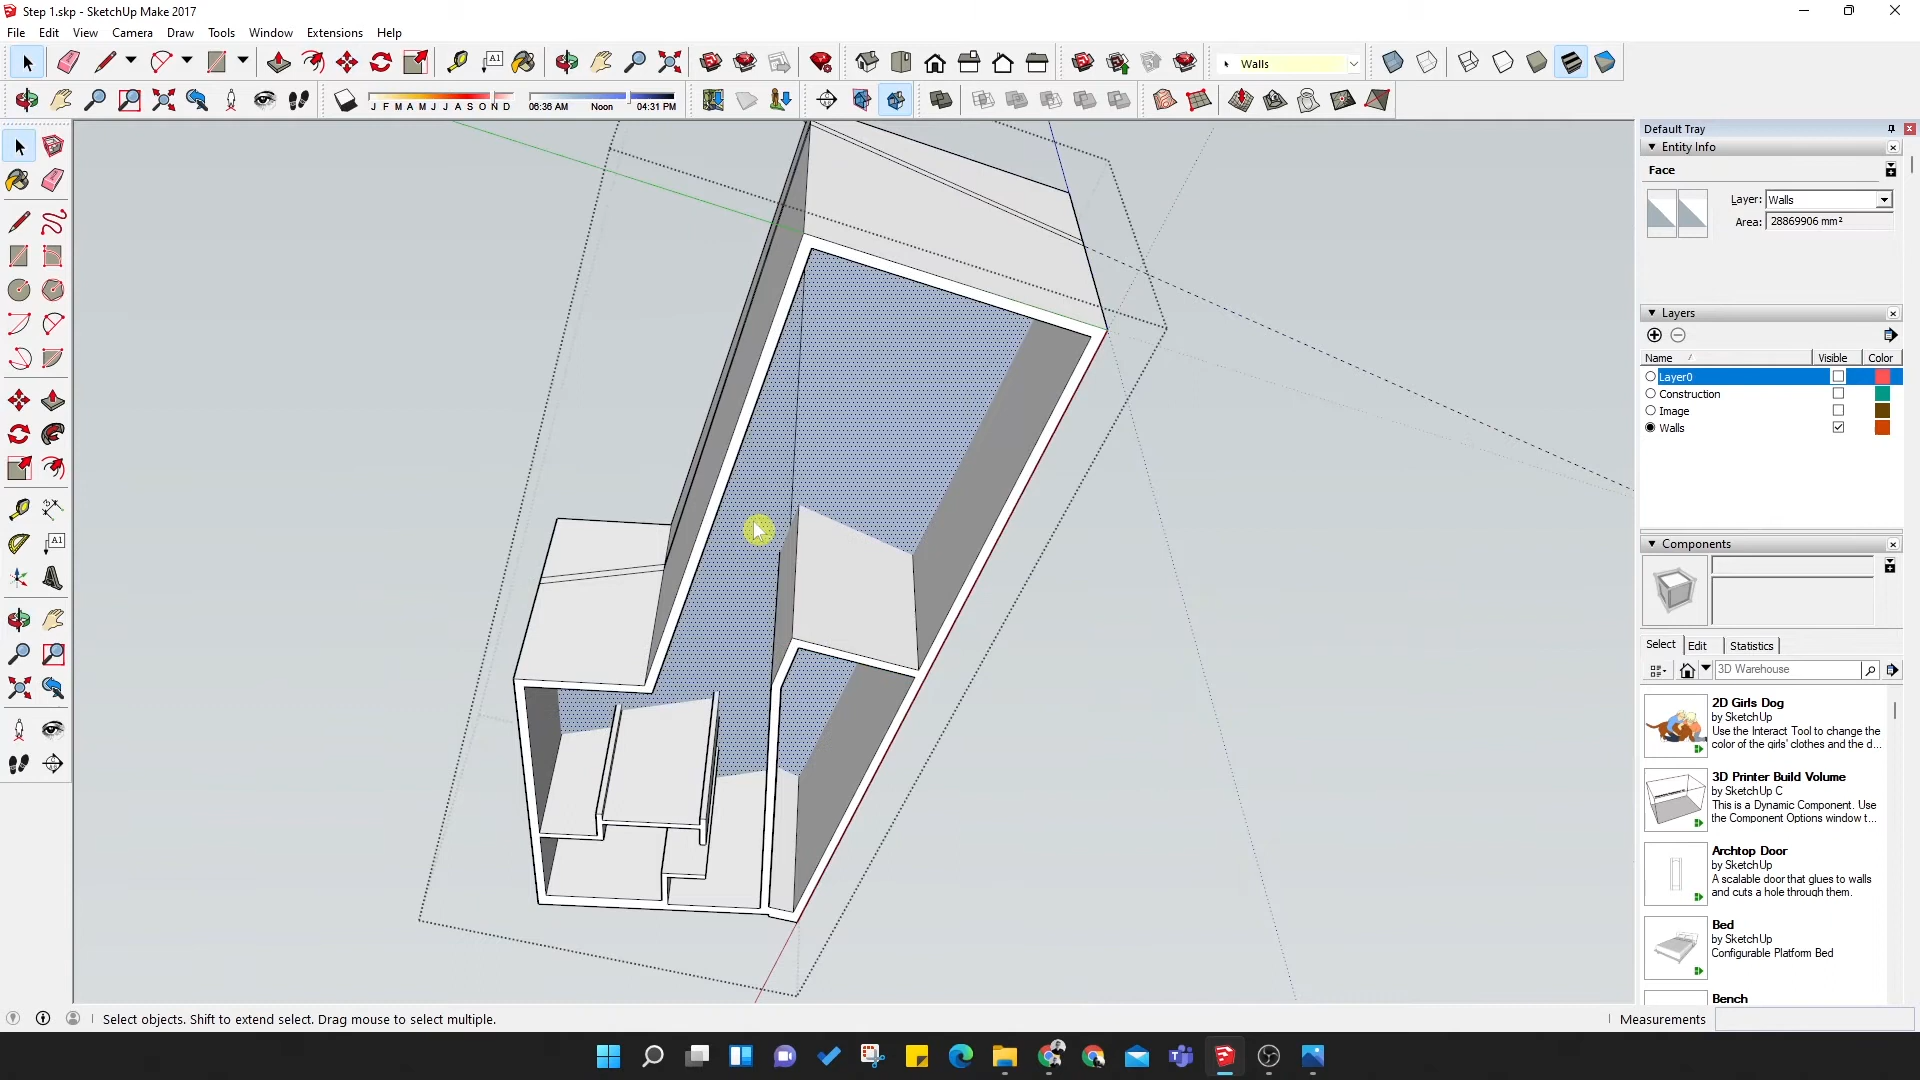 Step 1.skp - SketchUp Make 2017
File Edit View Camera Draw Tools Window Extensions Help
A1
Walls
J F M A M J J A S O N D
06:36 AM Noon 04:31 PM
Default Tray
Entity Info
Face
Layer: Walls
Area: 28869906 mm²
Layers
Name Visible Color
Layer0
Construction
Image
Walls
A1
Components
Select Edit Statistics
3D Warehouse
2D Girls Dog
by SketchUp
Use the Interact Tool to change the
color of the girls' clothes and the d...
3D Printer Build Volume
by SketchUp C
This is a Dynamic Component. Use
the Component Options window t...
Archtop Door
by SketchUp
A scalable door that glues to walls
and cuts a hole through them.
Bed
by SketchUp
Configurable Platform Bed
Bench
Select objects. Shift to extend select. Drag mouse to select multiple.
Measurements